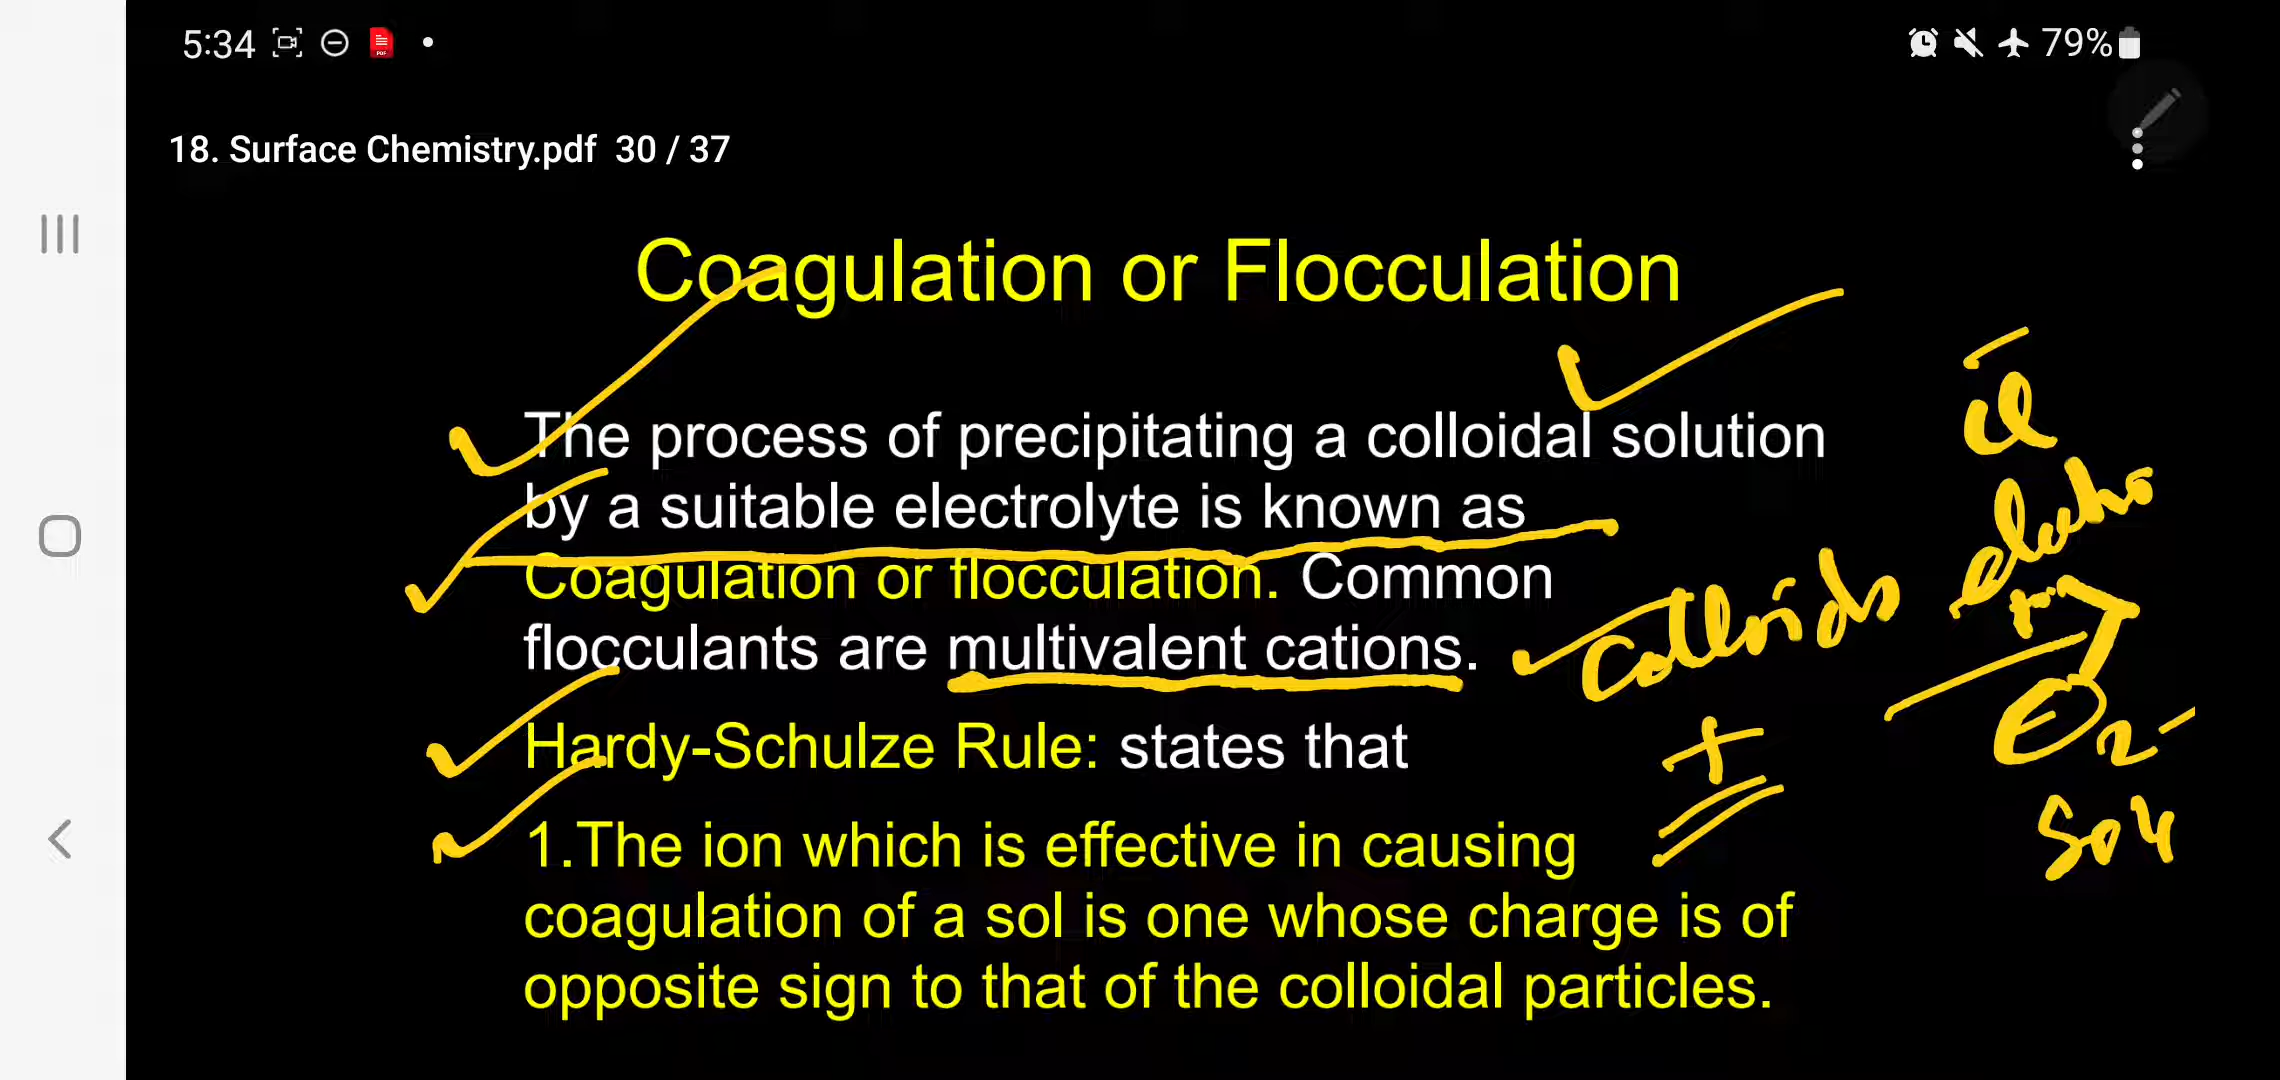 5:34
79%
18. Surface Chemistry.pdf 30 / 37
Coagulation or Flocculation
The process of precipitating a colloidal solution
by a suitable electrolyte is known as
Coagulation or flocculation. Common
flocculants are multivalent cations.
Hardy-Schulze Rule: states that
1.The ion which is effective in causing
coagulation of a sol is one whose charge is of
opposite sign to that of the colloidal particles.
colloids
+